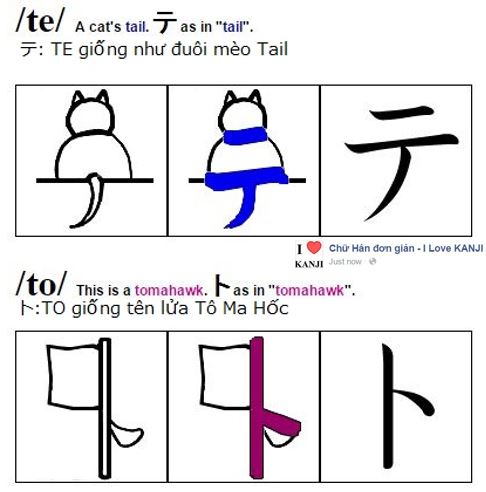 /te/ A cat's tail. テ as in "tail".
テ: TE giống như đuôi mèo Tail
テ
I ❤ KANJI
Chữ Hán đơn giản - I Love KANJI
Just now ·
/to/ This is a tomahawk. ト as in "tomahawk".
ト:TO giống tên lửa Tô Ma Hốc
ト